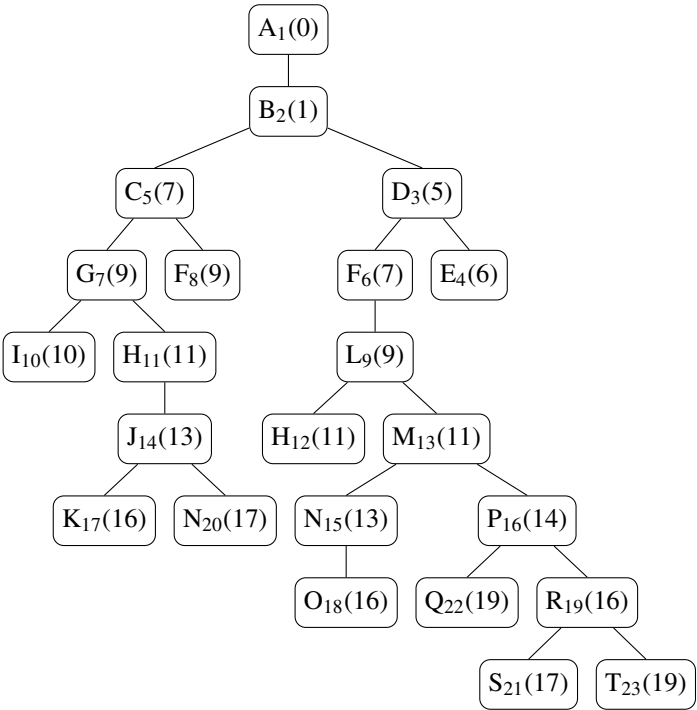 A₁(0)
B₂(1)
C₅(7) D₃(5)
G₇(9) F₈(9) F₆(7) E₄(6)
I₁₀(10) H₁₁(11) L₉(9)
J₁₄(13) H₁₂(11) M₁₃(11)
K₁₇(16) N₂₀(17) N₁₅(13) P₁₆(14)
O₁₈(16) Q₂₂(19) R₁₉(16)
S₂₁(17) T₂₃(19)